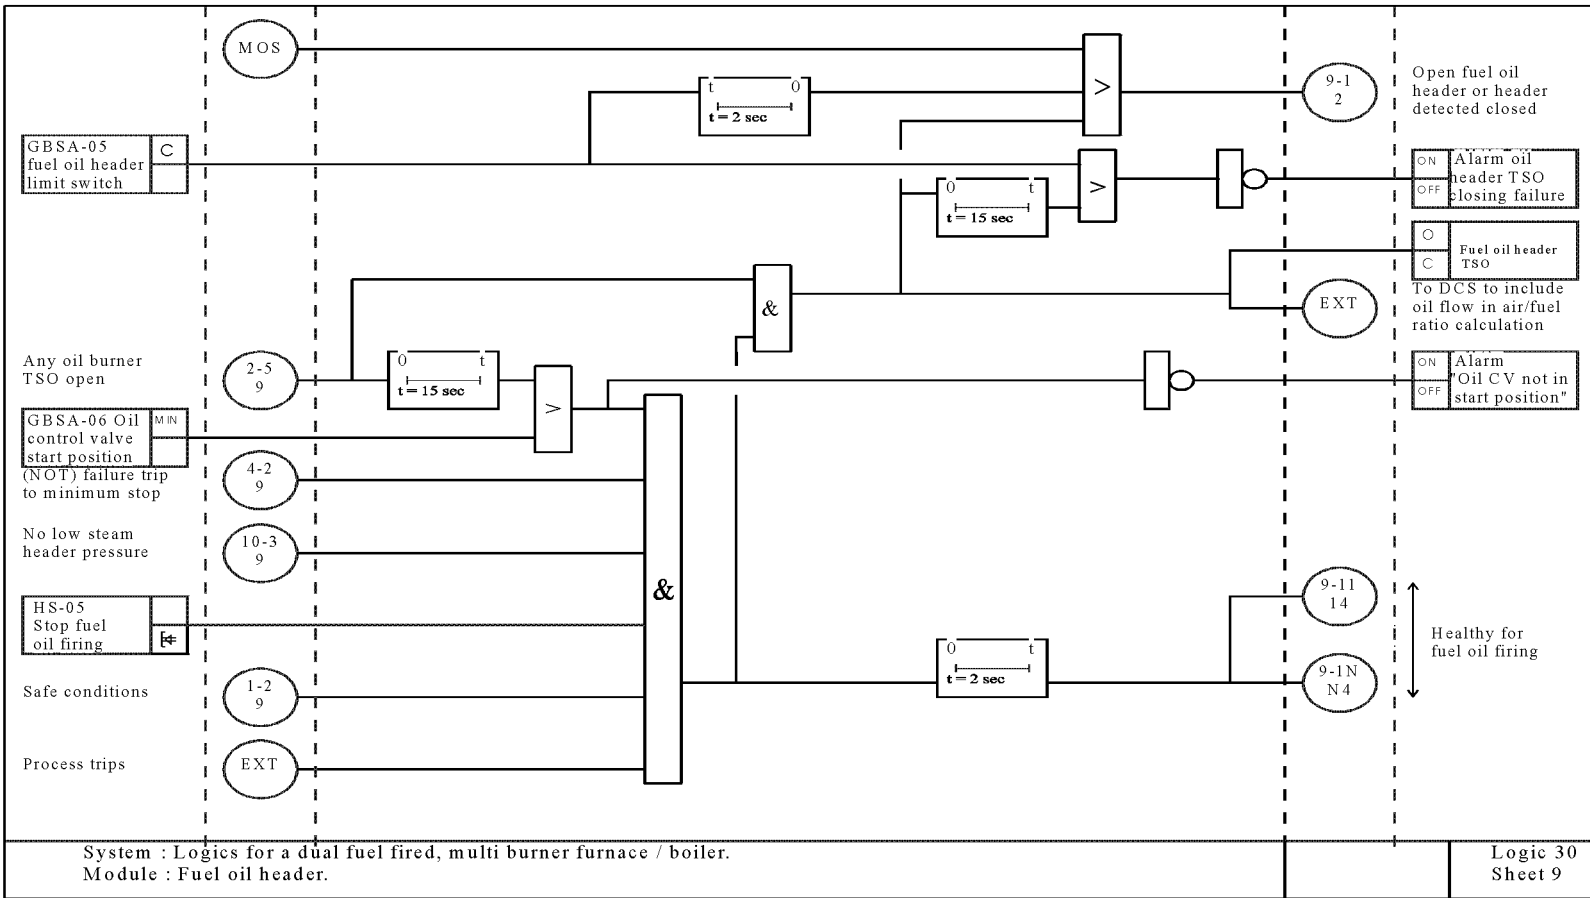 MOS
t 0
t = 2 sec
>
9-1
2
Open fuel oil
header or header
detected closed
GBSA-05
fuel oil header
limit switch
C
>
0 t
t = 15 sec
ON
OFF
Alarm oil
header TSO
closing failure
O
C
Fuel oil header
TSO
&
EXT
To DCS to include
oil flow in air/fuel
ratio calculation
Any oil burner
TSO open
2-5
9
0 t
t = 15 sec
>
ON
OFF
Alarm
"Oil CV not in
start position"
GBSA-06 Oil
control valve
start position
MIN
(NOT) failure trip
to minimum stop
4-2
9
No low steam
header pressure
10-3
9
&
HS-05
Stop fuel
oil firing
0 t
t = 2 sec
9-11
14
Healthy for
fuel oil firing
9-1N
N4
Safe conditions
1-2
9
Process trips
EXT
System : Logics for a dual fuel fired, multi burner furnace / boiler.
Module : Fuel oil header.
Logic 30
Sheet 9